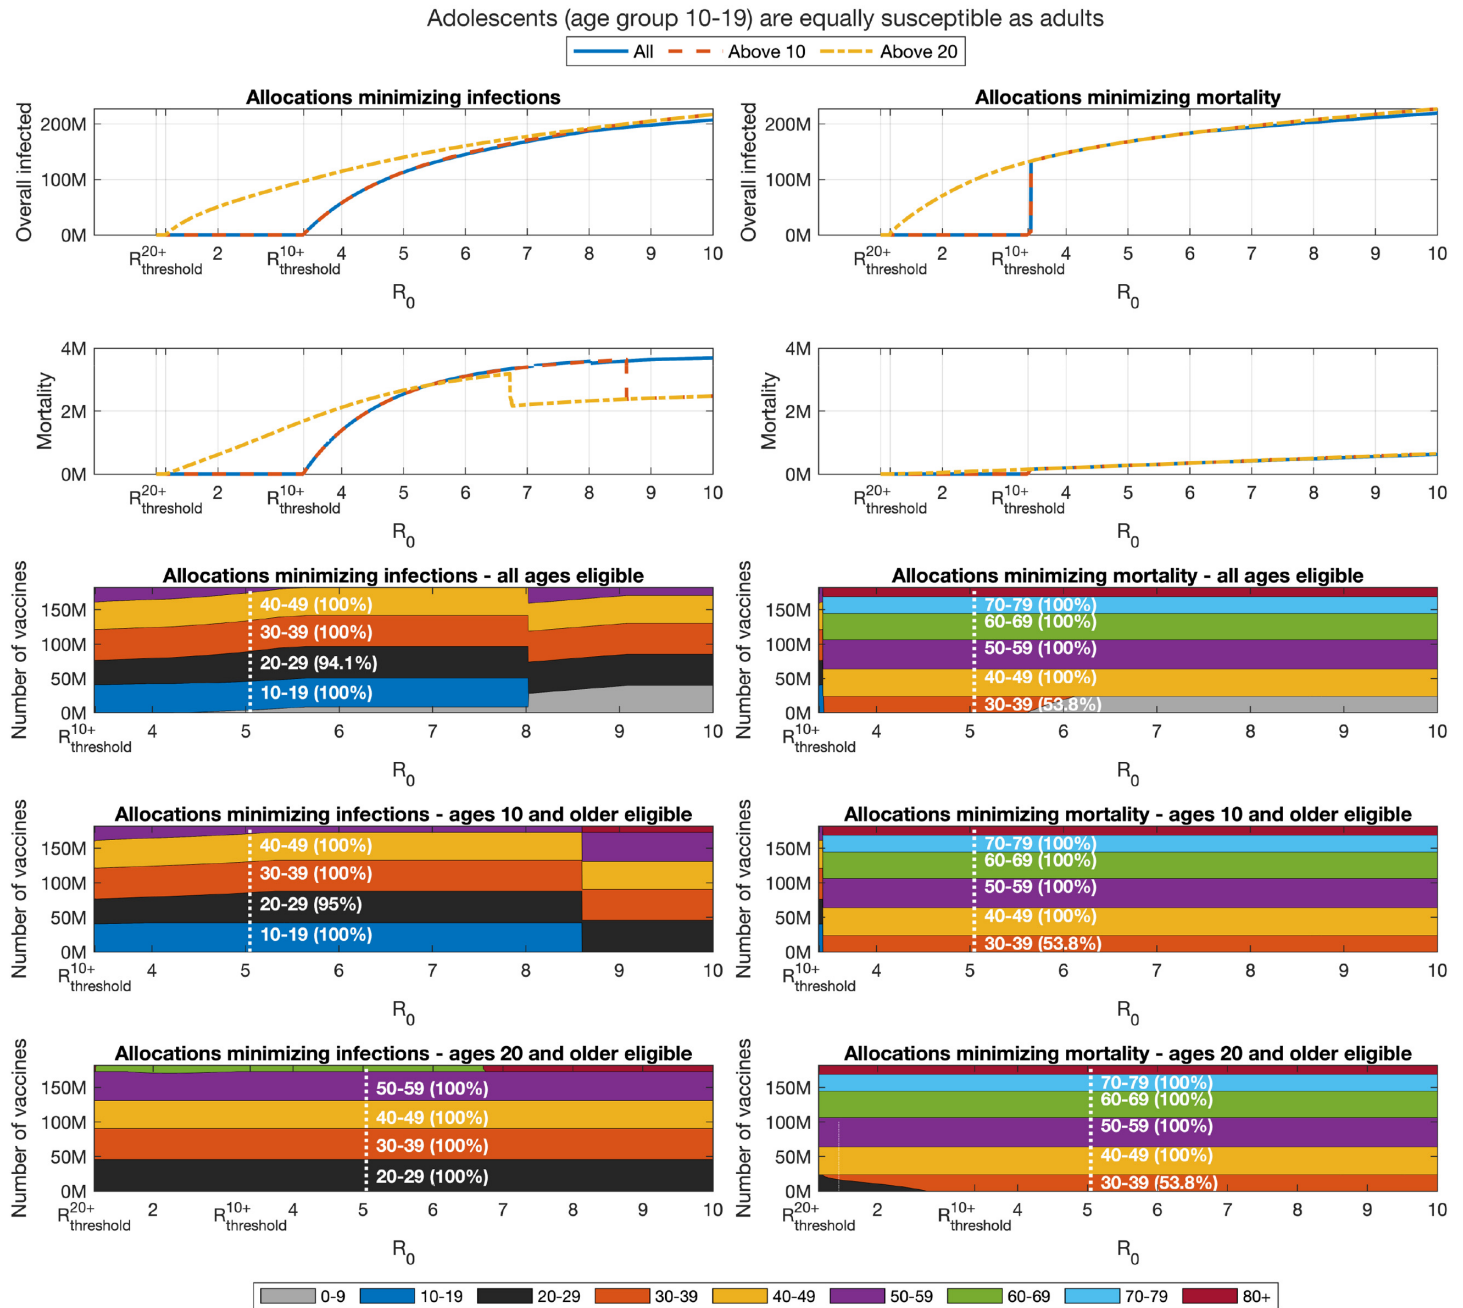 Adolescents (age group 10-19) are equally susceptible as adults
All Above 10 Above 20
Allocations minimizing infections
Overall infected
200M
100M
0M
R20+threshold 2 R10+threshold 4 5 6 7 8 9 10
R0
Allocations minimizing mortality
Overall infected
200M
100M
0M
R20+threshold 2 R10+threshold 4 5 6 7 8 9 10
R0
Mortality
4M
2M
0M
R20+threshold 2 R10+threshold 4 5 6 7 8 9 10
R0
Mortality
4M
2M
0M
R20+threshold 2 R10+threshold 4 5 6 7 8 9 10
R0
Allocations minimizing infections - all ages eligible
Number of vaccines
150M
100M
50M
0M
40-49 (100%)
30-39 (100%)
20-29 (94.1%)
10-19 (100%)
R10+threshold 4 5 6 7 8 9 10
R0
Allocations minimizing mortality - all ages eligible
Number of vaccines
150M
100M
50M
0M
70-79 (100%)
60-69 (100%)
50-59 (100%)
40-49 (100%)
30-39 (53.8%)
R10+threshold 4 5 6 7 8 9 10
R0
Allocations minimizing infections - ages 10 and older eligible
Number of vaccines
150M
100M
50M
0M
40-49 (100%)
30-39 (100%)
20-29 (95%)
10-19 (100%)
R10+threshold 4 5 6 7 8 9 10
R0
Allocations minimizing mortality - ages 10 and older eligible
Number of vaccines
150M
100M
50M
0M
70-79 (100%)
60-69 (100%)
50-59 (100%)
40-49 (100%)
30-39 (53.8%)
R10+threshold 4 5 6 7 8 9 10
R0
Allocations minimizing infections - ages 20 and older eligible
Number of vaccines
150M
100M
50M
0M
50-59 (100%)
40-49 (100%)
30-39 (100%)
20-29 (100%)
R20+threshold 2 R10+threshold 4 5 6 7 8 9 10
R0
Allocations minimizing mortality - ages 20 and older eligible
Number of vaccines
150M
100M
50M
0M
70-79 (100%)
60-69 (100%)
50-59 (100%)
40-49 (100%)
30-39 (53.8%)
R20+threshold 2 R10+threshold 4 5 6 7 8 9 10
R0
0-9 10-19 20-29 30-39 40-49 50-59 60-69 70-79 80+